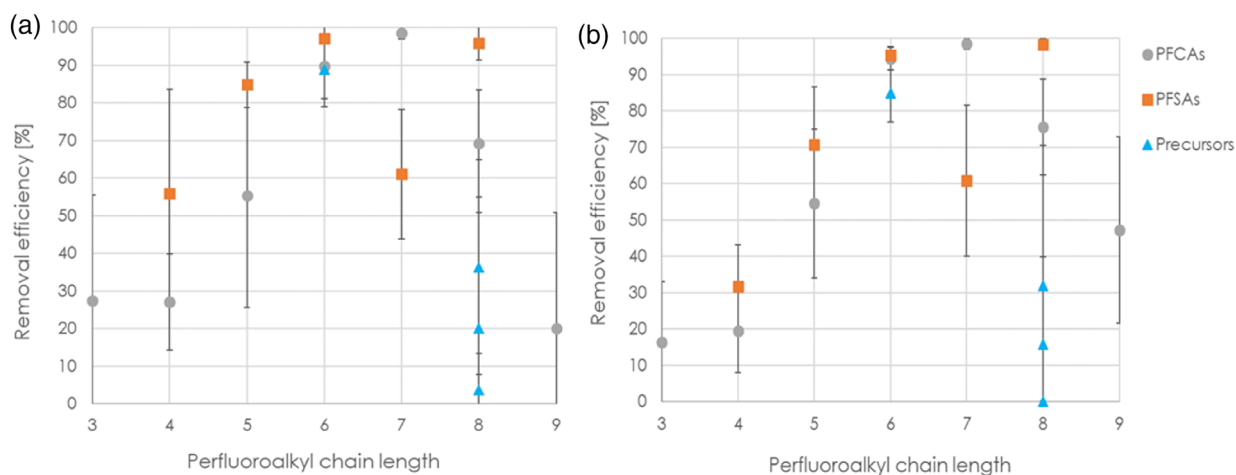 (a)
Removal efficiency [%]
100
90
80
70
60
50
40
30
20
10
0
3 4 5 6 7 8 9
Perfluoroalkyl chain length
(b)
Removal efficiency [%]
100
90
80
70
60
50
40
30
20
10
0
3 4 5 6 7 8 9
Perfluoroalkyl chain length
PFCAs
PFSAs
Precursors